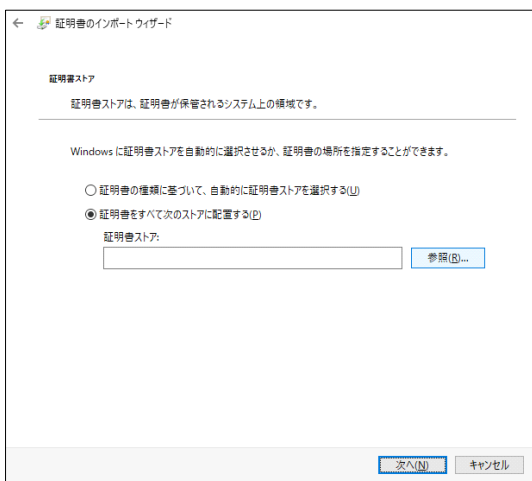 証明書のインポート ウィザード
証明書ストア
証明書ストアは、証明書が保管されるシステム上の領域です。
Windows に証明書ストアを自動的に選択させるか、証明書の場所を指定することができます。
証明書の種類に基づいて、自動的に証明書ストアを選択する(U)
証明書をすべて次のストアに配置する(P)
証明書ストア:
参照(R)...
次へ(N) キャンセル